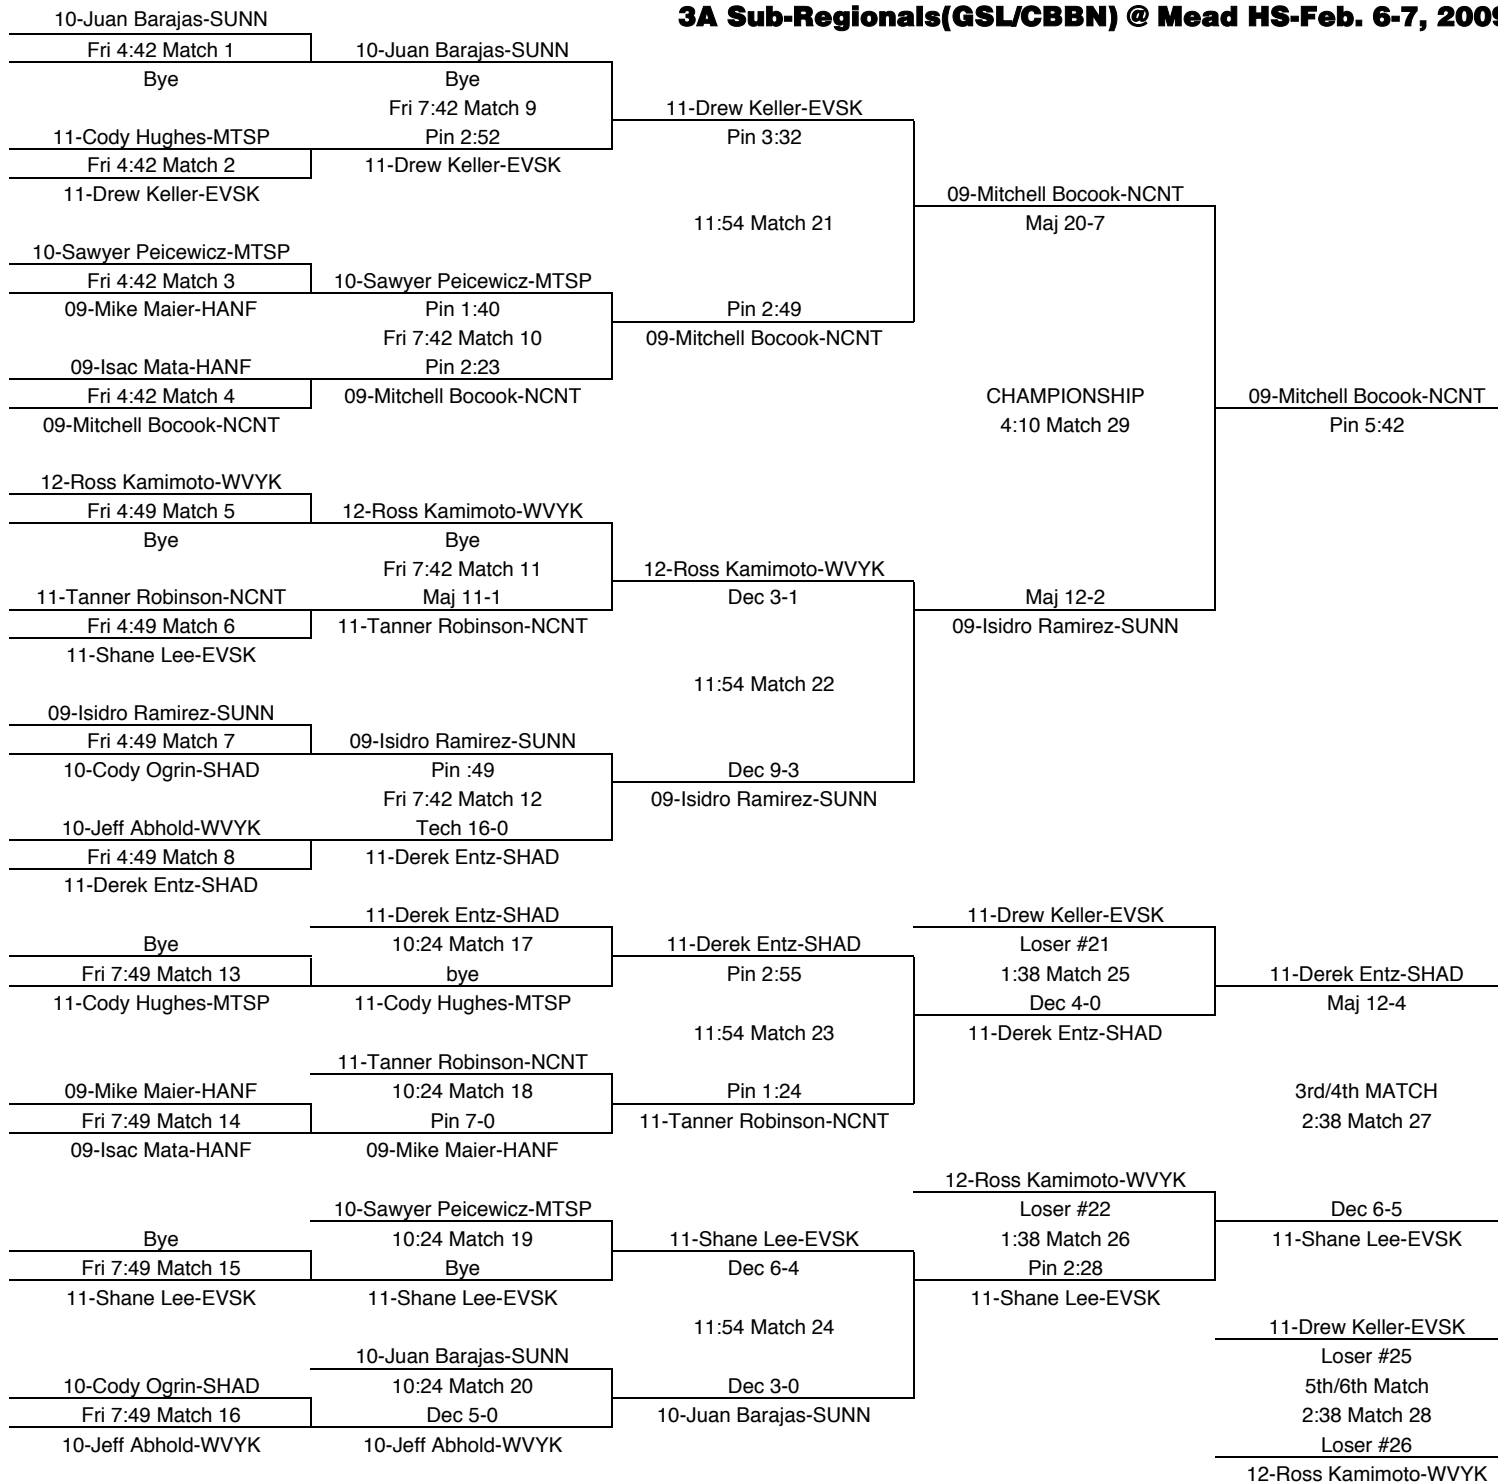 3A Sub-Regionals(GSL/CBBN) @ Mead HS-Feb. 6-7, 2009
10-Juan Barajas-SUNN
Fri 4:42 Match 1
Bye
11-Cody Hughes-MTSP
Fri 4:42 Match 2
11-Drew Keller-EVSK
10-Sawyer Peicewicz-MTSP
Fri 4:42 Match 3
09-Mike Maier-HANF
09-Isac Mata-HANF
Fri 4:42 Match 4
09-Mitchell Bocook-NCNT
12-Ross Kamimoto-WVYK
Fri 4:49 Match 5
Bye
11-Tanner Robinson-NCNT
Fri 4:49 Match 6
11-Shane Lee-EVSK
09-Isidro Ramirez-SUNN
Fri 4:49 Match 7
10-Cody Ogrin-SHAD
10-Jeff Abhold-WVYK
Fri 4:49 Match 8
11-Derek Entz-SHAD
10-Juan Barajas-SUNN
Bye
Fri 7:42 Match 9
Pin 2:52
11-Drew Keller-EVSK
10-Sawyer Peicewicz-MTSP
Pin 1:40
Fri 7:42 Match 10
Pin 2:23
09-Mitchell Bocook-NCNT
12-Ross Kamimoto-WVYK
Bye
Fri 7:42 Match 11
Maj 11-1
11-Tanner Robinson-NCNT
09-Isidro Ramirez-SUNN
Pin :49
Fri 7:42 Match 12
Tech 16-0
11-Derek Entz-SHAD
11-Drew Keller-EVSK
Pin 3:32
11:54 Match 21
Pin 2:49
09-Mitchell Bocook-NCNT
12-Ross Kamimoto-WVYK
Dec 3-1
11:54 Match 22
Dec 9-3
09-Isidro Ramirez-SUNN
09-Mitchell Bocook-NCNT
Maj 20-7
CHAMPIONSHIP
4:10 Match 29
Maj 12-2
09-Isidro Ramirez-SUNN
09-Mitchell Bocook-NCNT
Pin 5:42
Bye
Fri 7:49 Match 13
11-Cody Hughes-MTSP
09-Mike Maier-HANF
Fri 7:49 Match 14
09-Isac Mata-HANF
Bye
Fri 7:49 Match 15
11-Shane Lee-EVSK
10-Cody Ogrin-SHAD
Fri 7:49 Match 16
10-Jeff Abhold-WVYK
11-Derek Entz-SHAD
10:24 Match 17
bye
11-Cody Hughes-MTSP
11-Tanner Robinson-NCNT
10:24 Match 18
Pin 7-0
09-Mike Maier-HANF
10-Sawyer Peicewicz-MTSP
10:24 Match 19
Bye
11-Shane Lee-EVSK
10-Juan Barajas-SUNN
10:24 Match 20
Dec 5-0
10-Jeff Abhold-WVYK
11-Derek Entz-SHAD
Pin 2:55
11:54 Match 23
Pin 1:24
11-Tanner Robinson-NCNT
11-Shane Lee-EVSK
Dec 6-4
11:54 Match 24
Dec 3-0
10-Juan Barajas-SUNN
11-Drew Keller-EVSK
Loser #21
1:38 Match 25
Dec 4-0
11-Derek Entz-SHAD
12-Ross Kamimoto-WVYK
Loser #22
1:38 Match 26
Pin 2:28
11-Shane Lee-EVSK
11-Derek Entz-SHAD
Maj 12-4
3rd/4th MATCH
2:38 Match 27
Dec 6-5
11-Shane Lee-EVSK
11-Drew Keller-EVSK
Loser #25
5th/6th Match
2:38 Match 28
Loser #26
12-Ross Kamimoto-WVYK